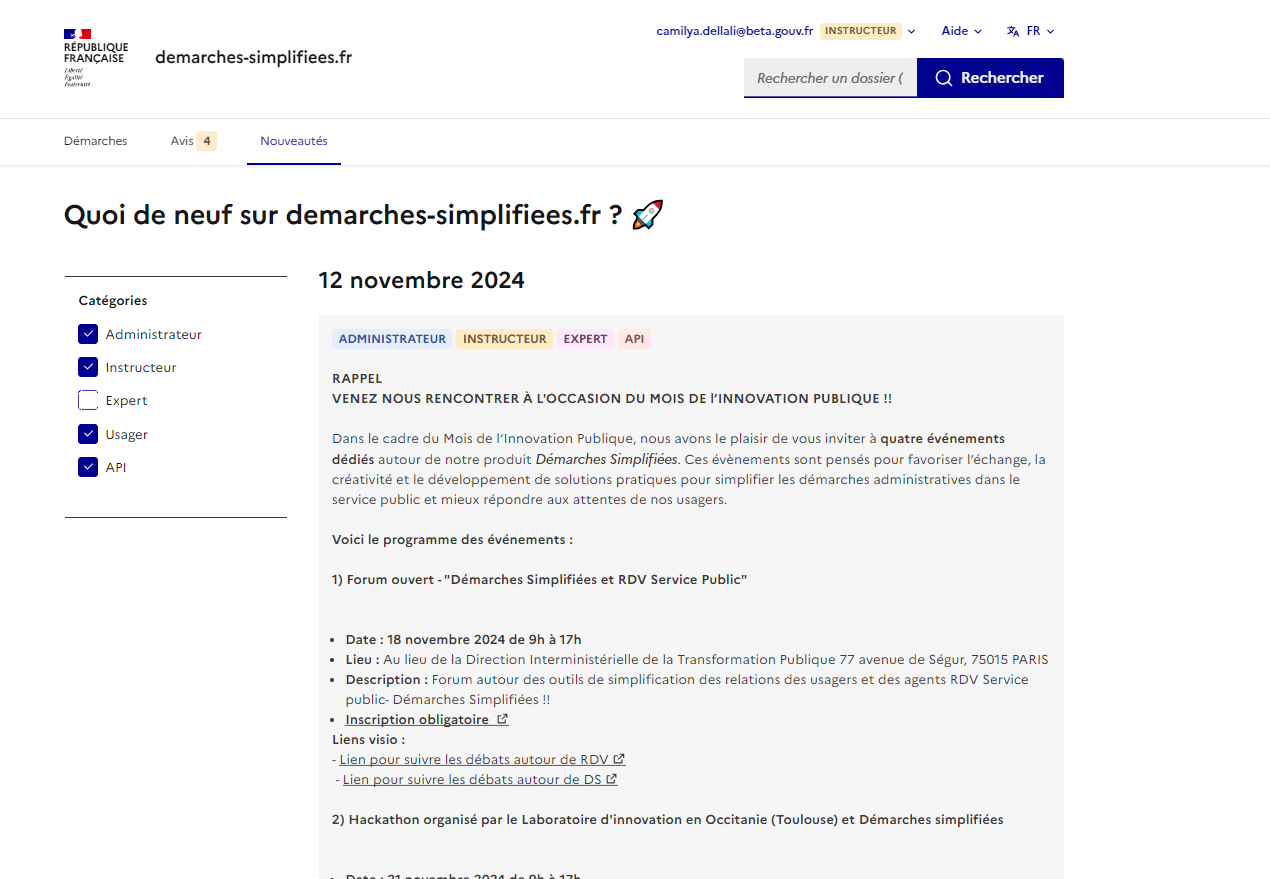 RÉPUBLIQUE
FRANÇAISE
Liberté
Égalité
Fraternité
demarches-simplifiees.fr
camilya.dellali@beta.gouv.fr INSTRUCTEUR
Aide
FR
Rechercher un dossier (
Rechercher
Démarches
Avis 4
Nouveautés
Quoi de neuf sur demarches-simplifiees.fr ? 🚀
Catégories
Administrateur
Instructeur
Expert
Usager
API
12 novembre 2024
ADMINISTRATEUR INSTRUCTEUR EXPERT API
RAPPEL
VENEZ NOUS RENCONTRER À L'OCCASION DU MOIS DE l’INNOVATION PUBLIQUE !!
Dans le cadre du Mois de l’Innovation Publique, nous avons le plaisir de vous inviter à quatre événements
dédiés autour de notre produit Démarches Simplifiées. Ces évènements sont pensés pour favoriser l’échange, la
créativité et le développement de solutions pratiques pour simplifier les démarches administratives dans le
service public et mieux répondre aux attentes de nos usagers.
Voici le programme des événements :
1) Forum ouvert - "Démarches Simplifiées et RDV Service Public"
• Date : 18 novembre 2024 de 9h à 17h
• Lieu : Au lieu de la Direction Interministérielle de la Transformation Publique 77 avenue de Ségur, 75015 PARIS
• Description : Forum autour des outils de simplification des relations des usagers et des agents RDV Service
public- Démarches Simplifiées !!
• Inscription obligatoire
Liens visio :
- Lien pour suivre les débats autour de RDV
- Lien pour suivre les débats autour de DS
2) Hackathon organisé par le Laboratoire d'innovation en Occitanie (Toulouse) et Démarches simplifiées
• Date : 21 novembre 2024 de 9h à 17h